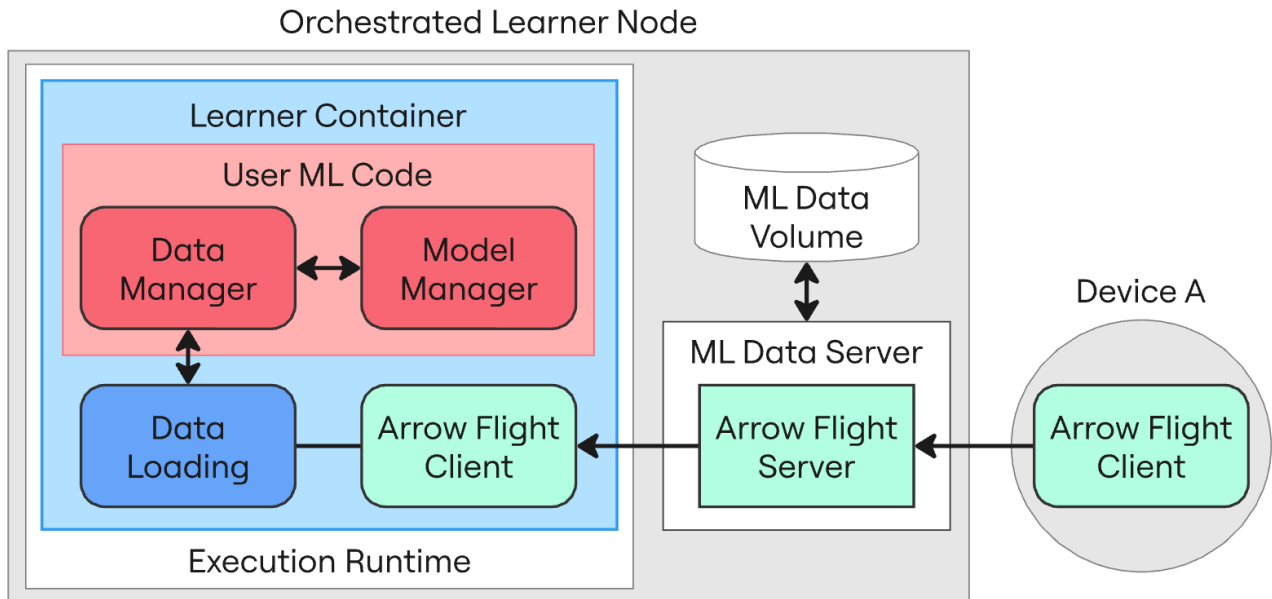 Orchestrated Learner Node
Learner Container
User ML Code
Data
Manager
Model
Manager
Data
Loading
Arrow Flight
Client
Execution Runtime
ML Data
Volume
ML Data Server
Arrow Flight
Server
Device A
Arrow Flight
Client